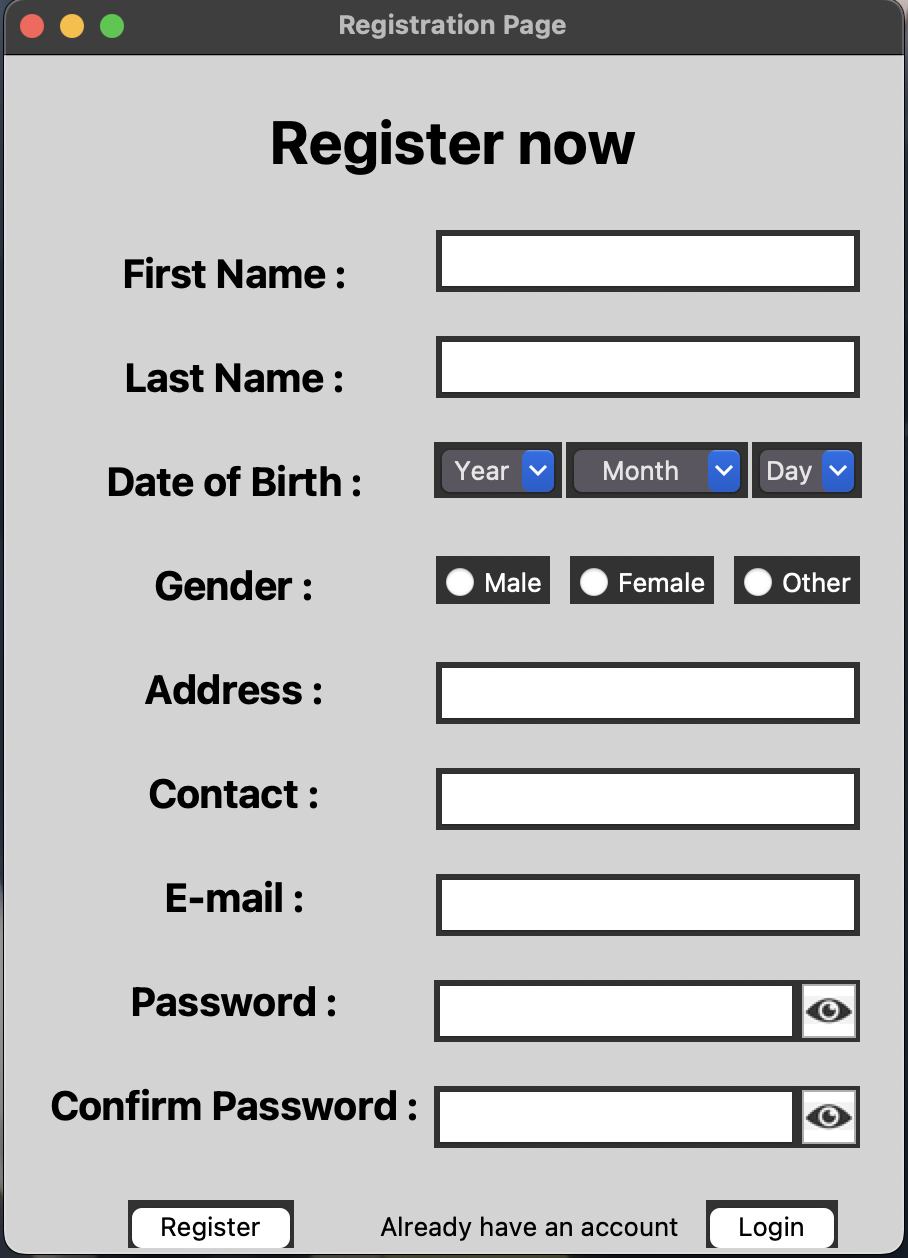 Registration Page
Register now
First Name :
Last Name :
Date of Birth : Year Month Day
Gender : Male Female Other
Address :
Contact :
E-mail :
Password :
Confirm Password :
Register Already have an account Login